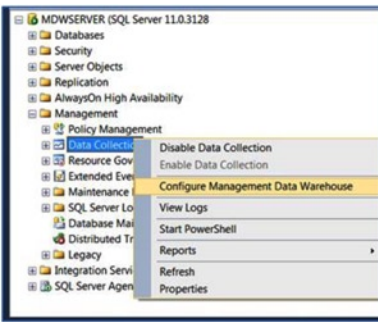 MDWSERVER (SQL Server 11.0.3128
Databases
Security
Server Objects
Replication
AlwaysOn High Availability
Management
Policy Management
Data Collectio
Resource Gov
Extended Eve
Maintenance
SQL Server Lo
Database Mai
Distributed Tr
Legacy
Integration Servi
SQL Server Agen
Disable Data Collection
Enable Data Collection
Configure Management Data Warehouse
View Logs
Start PowerShell
Reports
Refresh
Properties